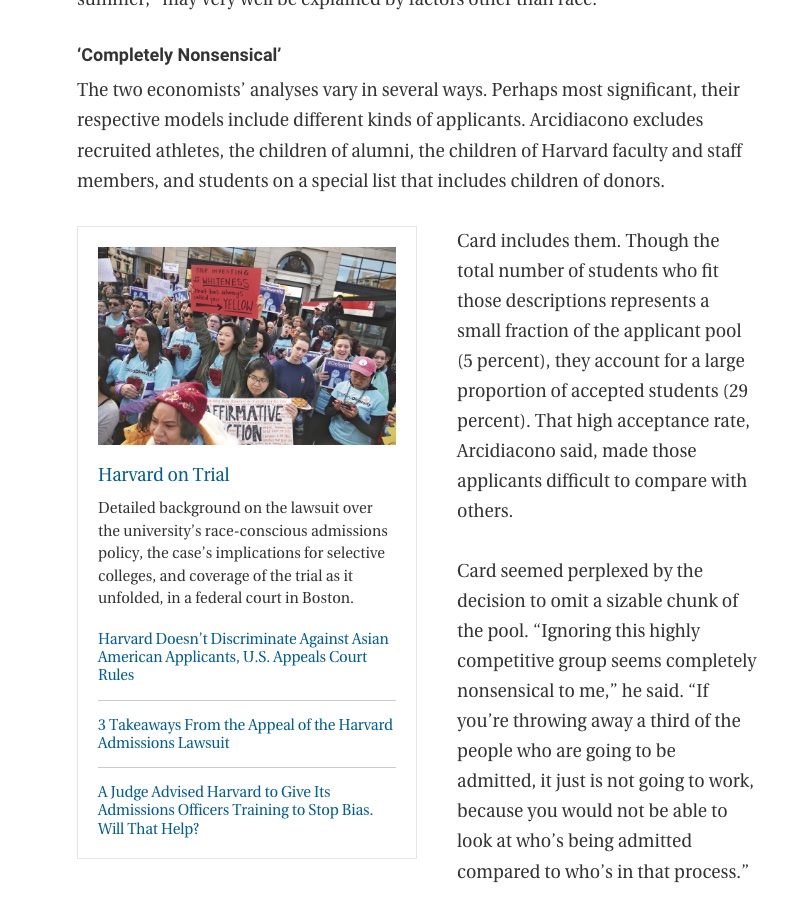 summer,” may very well be explained by factors other than race.
‘Completely Nonsensical’
The two economists’ analyses vary in several ways. Perhaps most significant, their
respective models include different kinds of applicants. Arcidiacono excludes
recruited athletes, the children of alumni, the children of Harvard faculty and staff
members, and students on a special list that includes children of donors.
STOP INVESTING
IN WHITENESS
YELLOW
AFFIRMATIVE
ACTION
Harvard on Trial
Detailed background on the lawsuit over
the university’s race-conscious admissions
policy, the case’s implications for selective
colleges, and coverage of the trial as it
unfolded, in a federal court in Boston.
Harvard Doesn’t Discriminate Against Asian
American Applicants, U.S. Appeals Court
Rules
3 Takeaways From the Appeal of the Harvard
Admissions Lawsuit
A Judge Advised Harvard to Give Its
Admissions Officers Training to Stop Bias.
Will That Help?
Card includes them. Though the
total number of students who fit
those descriptions represents a
small fraction of the applicant pool
(5 percent), they account for a large
proportion of accepted students (29
percent). That high acceptance rate,
Arcidiacono said, made those
applicants difficult to compare with
others.
Card seemed perplexed by the
decision to omit a sizable chunk of
the pool. “Ignoring this highly
competitive group seems completely
nonsensical to me,” he said. “If
you’re throwing away a third of the
people who are going to be
admitted, it just is not going to work,
because you would not be able to
look at who’s being admitted
compared to who’s in that process.”